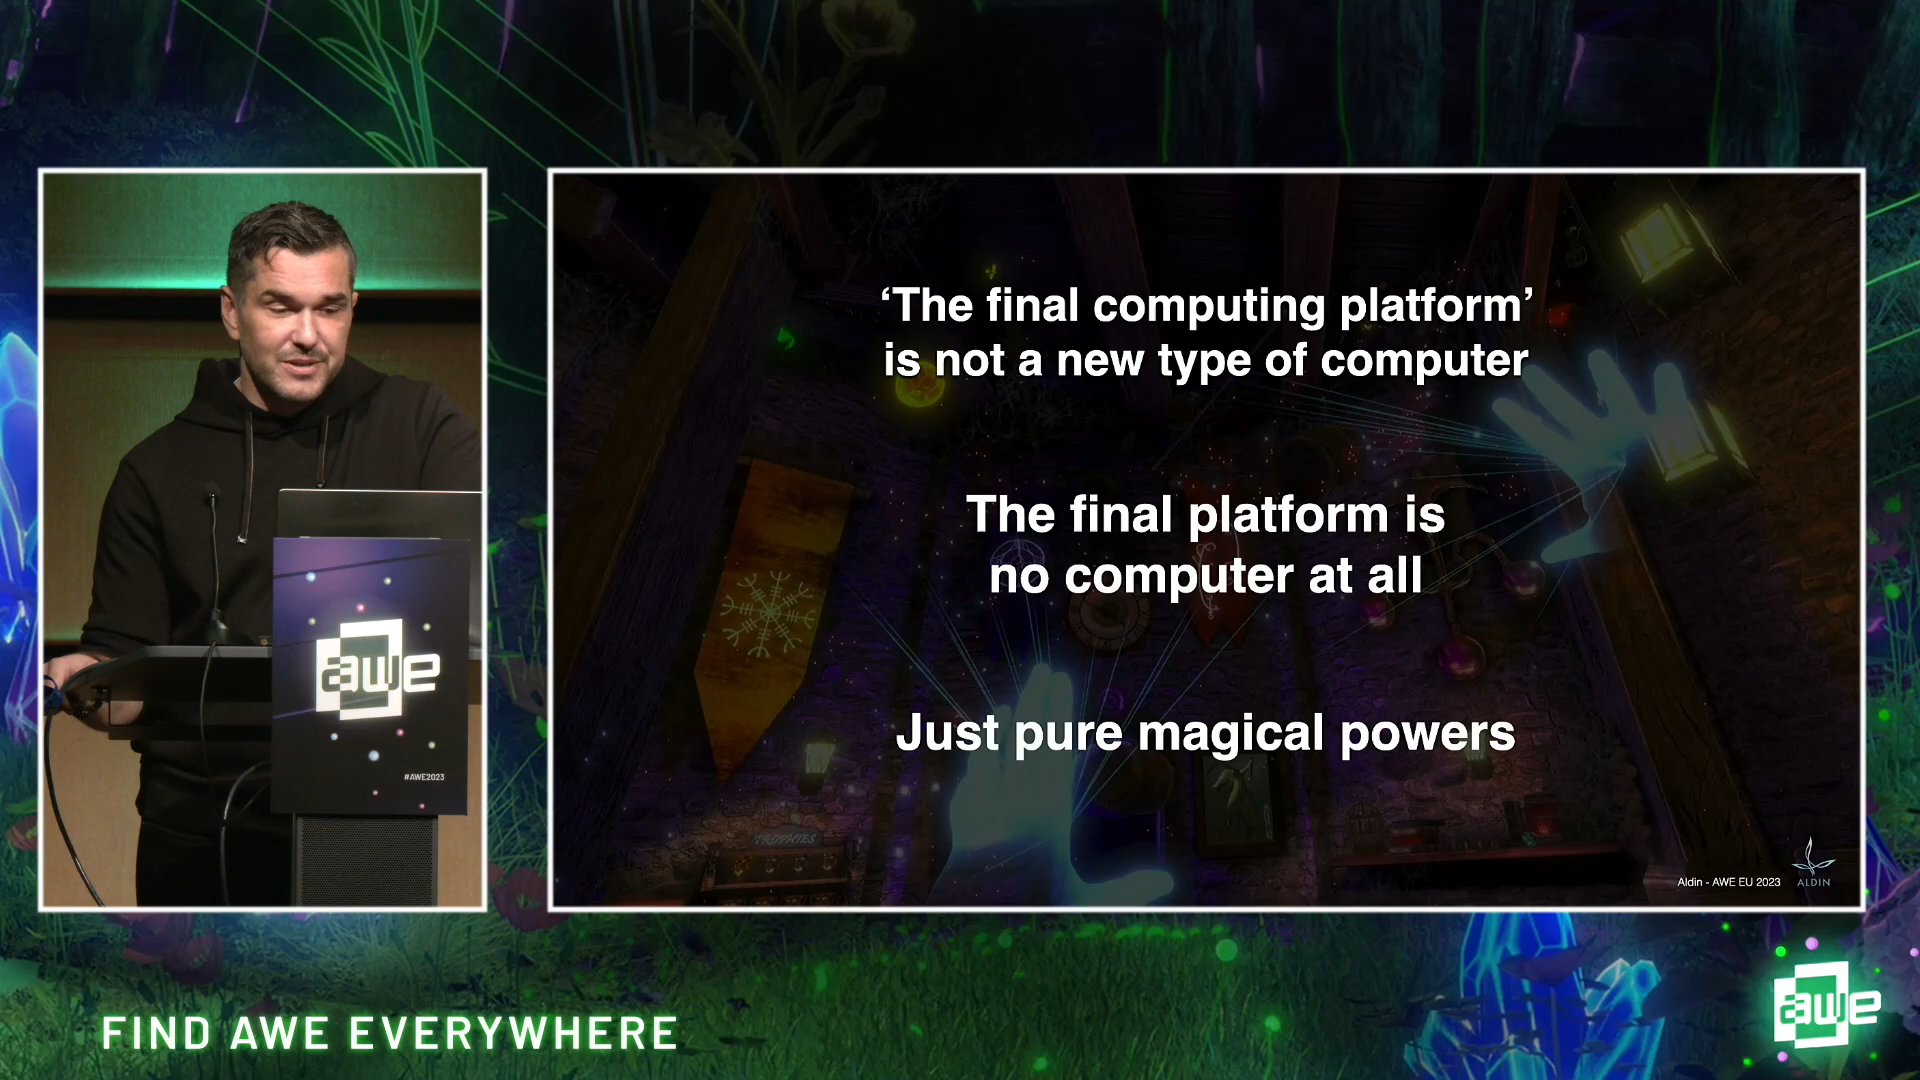 ‘The final computing platform’
is not a new type of computer
The final platform is
no computer at all
Just pure magical powers
TROPHIES
Aldin - AWE EU 2023
ALDIN
awe
#AWE2023
FIND AWE EVERYWHERE
awe